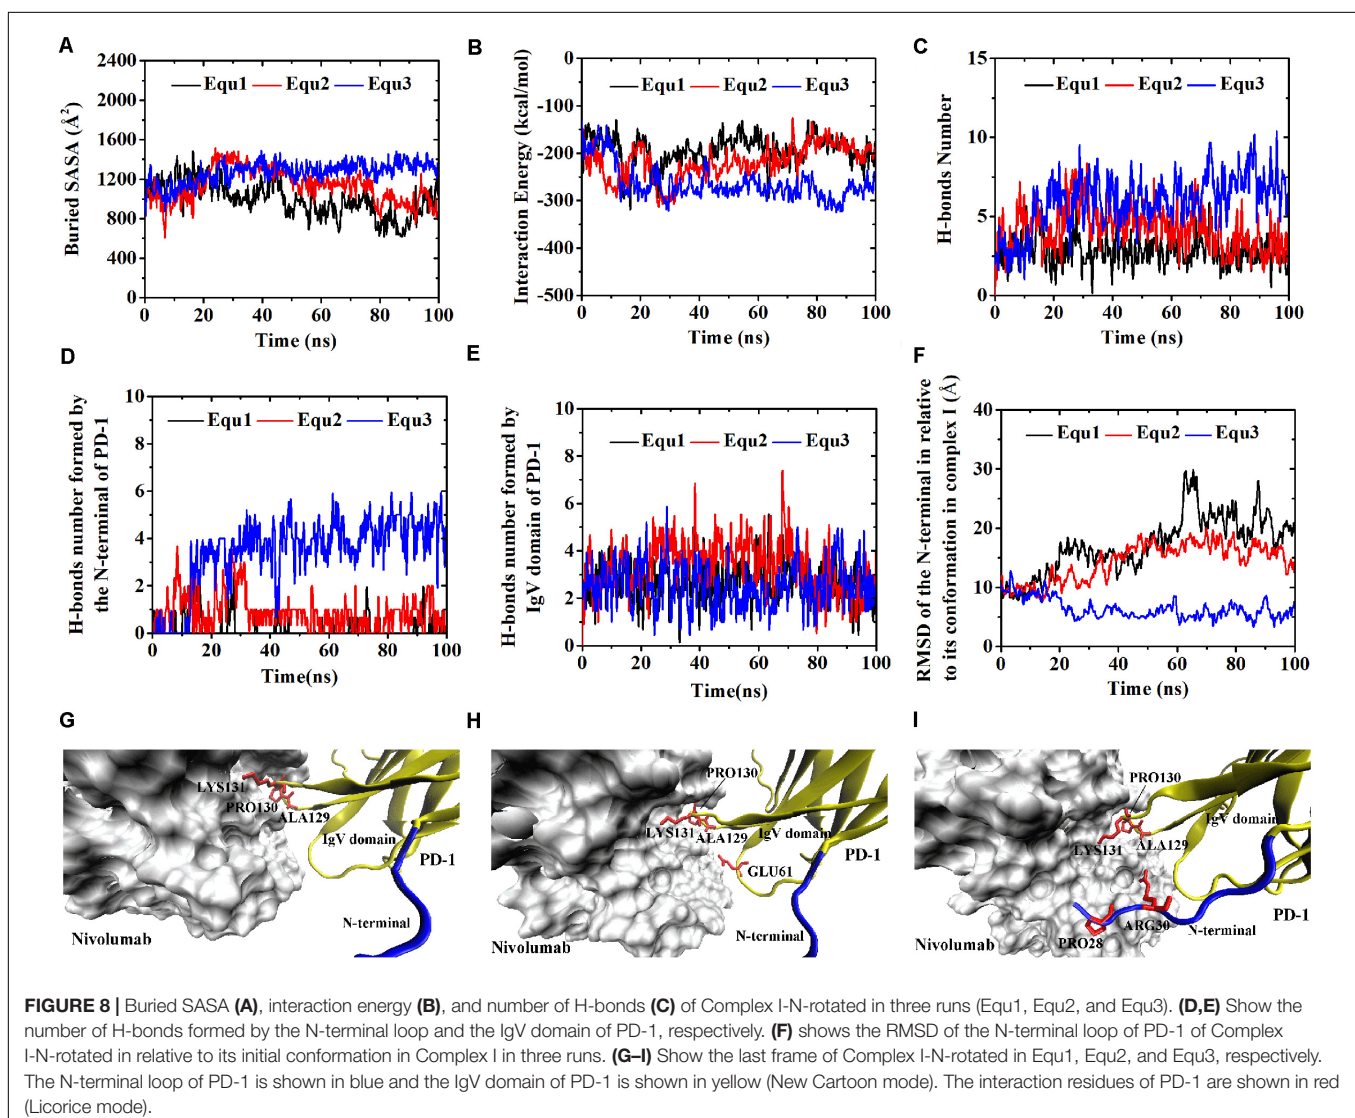 A
Buried SASA (Å²)
2400
2000
1600
1200
800
400
0
Equ1 Equ2 Equ3
0 20 40 60 80 100
Time (ns)
B
Interaction Energy (kcal/mol)
0
-100
-200
-300
-400
-500
Equ1 Equ2 Equ3
0 20 40 60 80 100
Time (ns)
C
H-bonds Number
15
10
5
0
Equ1 Equ2 Equ3
0 20 40 60 80 100
Time (ns)
D
H-bonds number formed by
the N-terminal of PD-1
10
8
6
4
2
0
Equ1 Equ2 Equ3
0 20 40 60 80 100
Time(ns)
E
H-bonds number formed by
IgV domain of PD-1
10
8
6
4
2
0
Equ1 Equ2 Equ3
0 20 40 60 80 100
Time(ns)
F
RMSD of the N-terminal in relative
to its conformation in complex I (Å)
40
30
20
10
0
Equ1 Equ2 Equ3
0 20 40 60 80 100
Time (ns)
G
LYS131
PRO130
ALA129
IgV domain
PD-1
N-terminal
Nivolumab
H
PRO130
LYS131
ALA129
IgV domain
PD-1
GLU61
N-terminal
Nivolumab
I
PRO130
IgV domain
LYS131
ALA129
ARG30
PD-1
N-terminal
PRO28
Nivolumab
FIGURE 8 | Buried SASA (A), interaction energy (B), and number of H-bonds (C) of Complex I-N-rotated in three runs (Equ1, Equ2, and Equ3). (D,E) Show the
number of H-bonds formed by the N-terminal loop and the IgV domain of PD-1, respectively. (F) shows the RMSD of the N-terminal loop of PD-1 of Complex
I-N-rotated in relative to its initial conformation in Complex I in three runs. (G–I) Show the last frame of Complex I-N-rotated in Equ1, Equ2, and Equ3, respectively.
The N-terminal loop of PD-1 is shown in blue and the IgV domain of PD-1 is shown in yellow (New Cartoon mode). The interaction residues of PD-1 are shown in red
(Licorice mode).